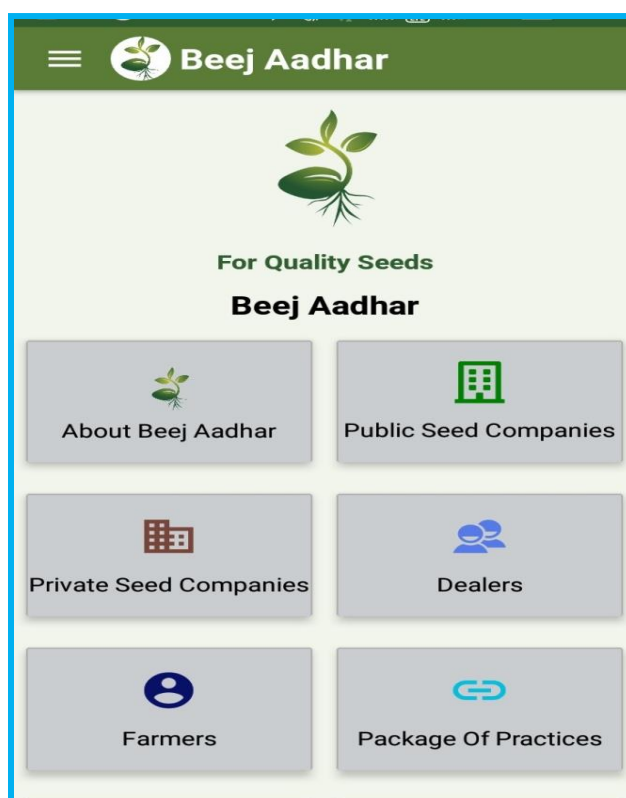 Beej Aadhar
For Quality Seeds
Beej Aadhar
About Beej Aadhar
Public Seed Companies
Private Seed Companies
Dealers
Farmers
Package Of Practices